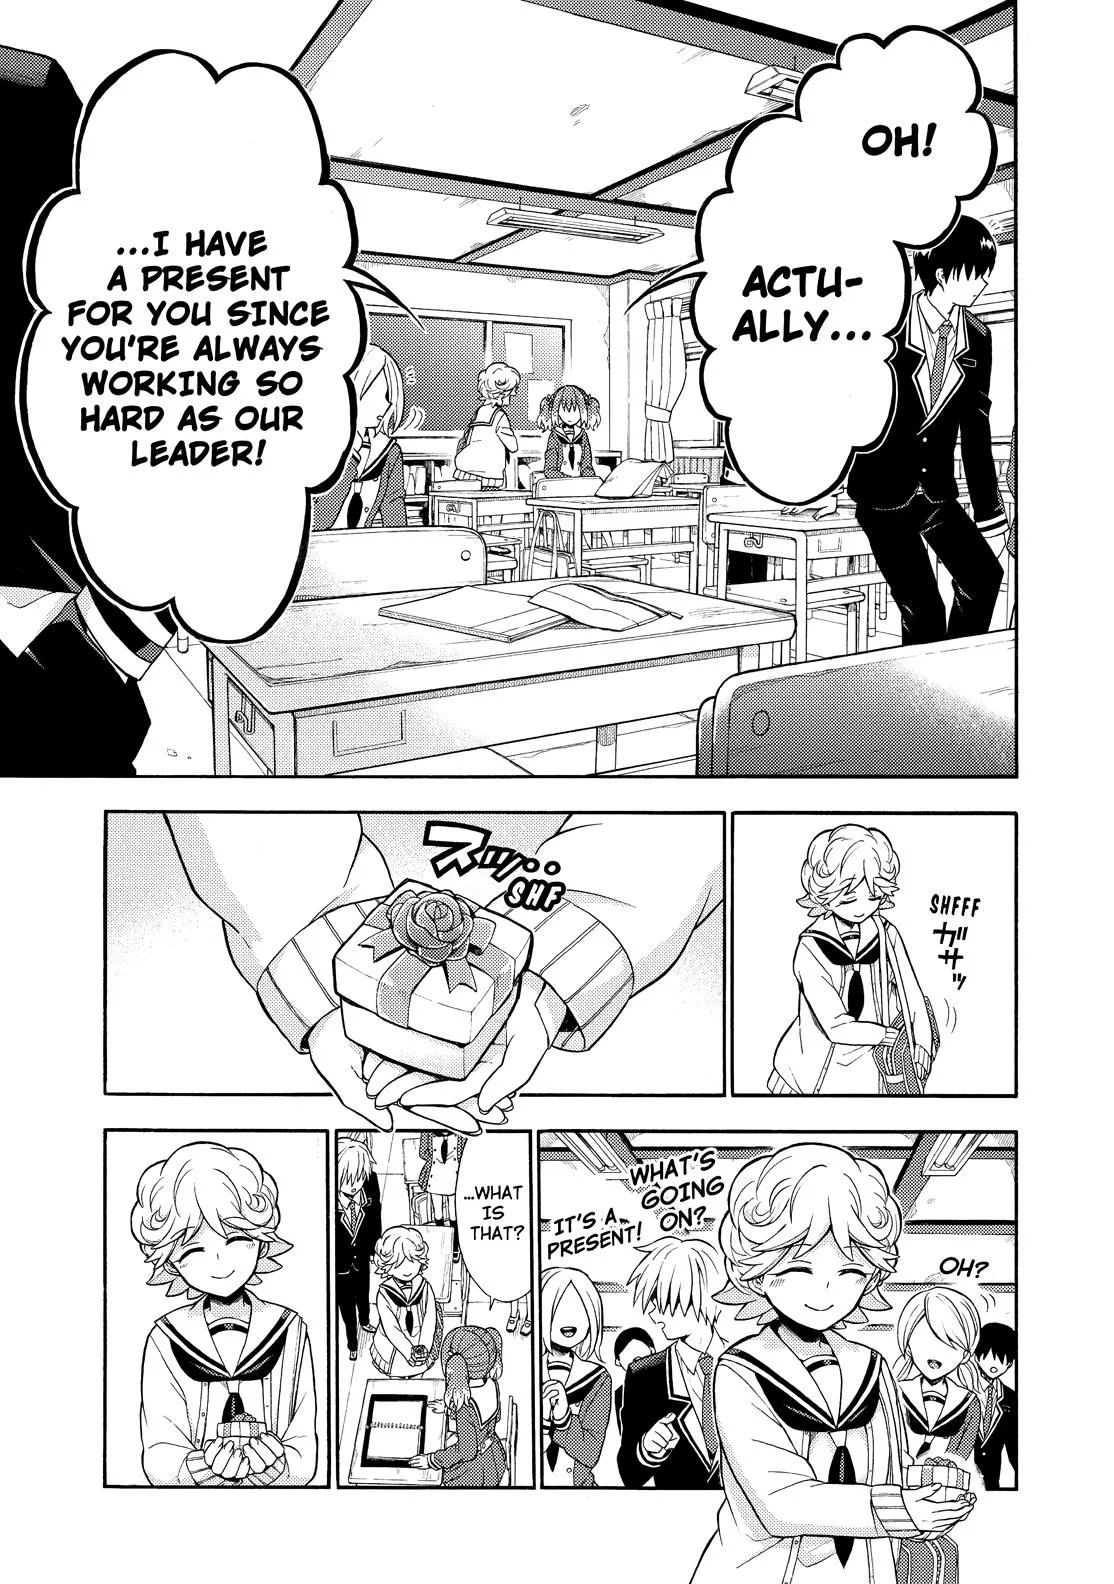 OH!
ACTU-
ALLY...
...I HAVE
A PRESENT
FOR YOU SINCE
YOU'RE ALWAYS
WORKING SO
HARD AS OUR
LEADER!
SHFFF
ガサッ
スッ・・
SHF
OH?
WHAT'S
GOING
ON?
IT'S A
PRESENT!
...WHAT
IS
THAT?